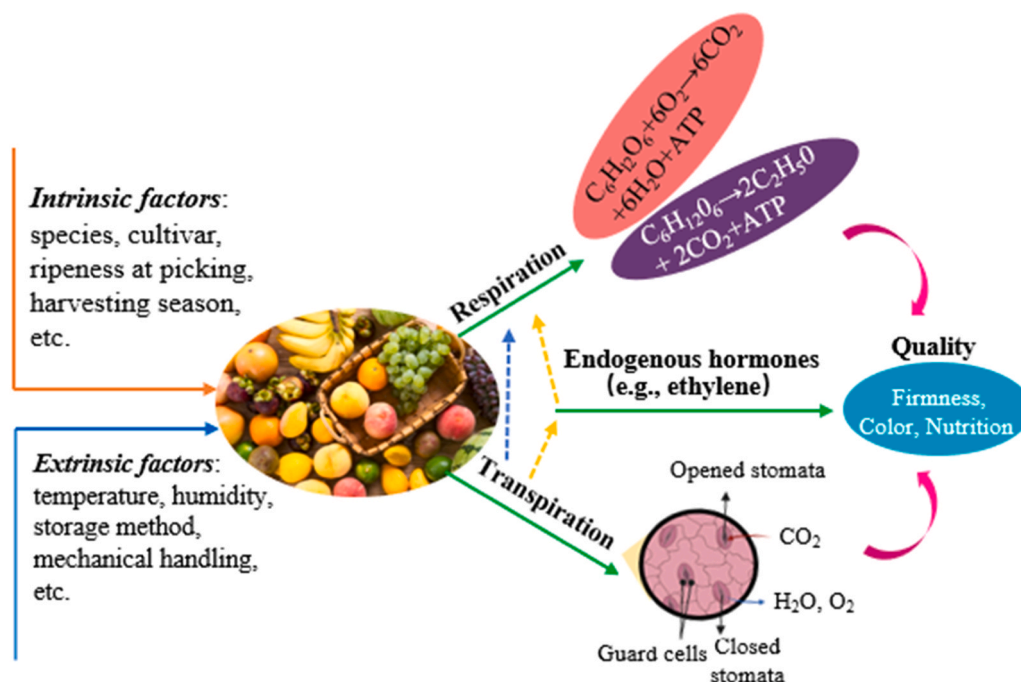 C₆H₁₂O₆+6O₂→6CO₂
+6H₂O+ATP
C₆H₁₂0₆→2C₂H₅0
+ 2CO₂+ATP
Intrinsic factors:
species, cultivar,
ripeness at picking,
harvesting season,
etc.
Respiration
Endogenous hormones
(e.g., ethylene)
Quality
Firmness,
Color, Nutrition
Extrinsic factors:
temperature, humidity,
storage method,
mechanical handling,
etc.
Transpiration
Opened stomata
CO₂
H₂O, O₂
Guard cells
Closed
stomata